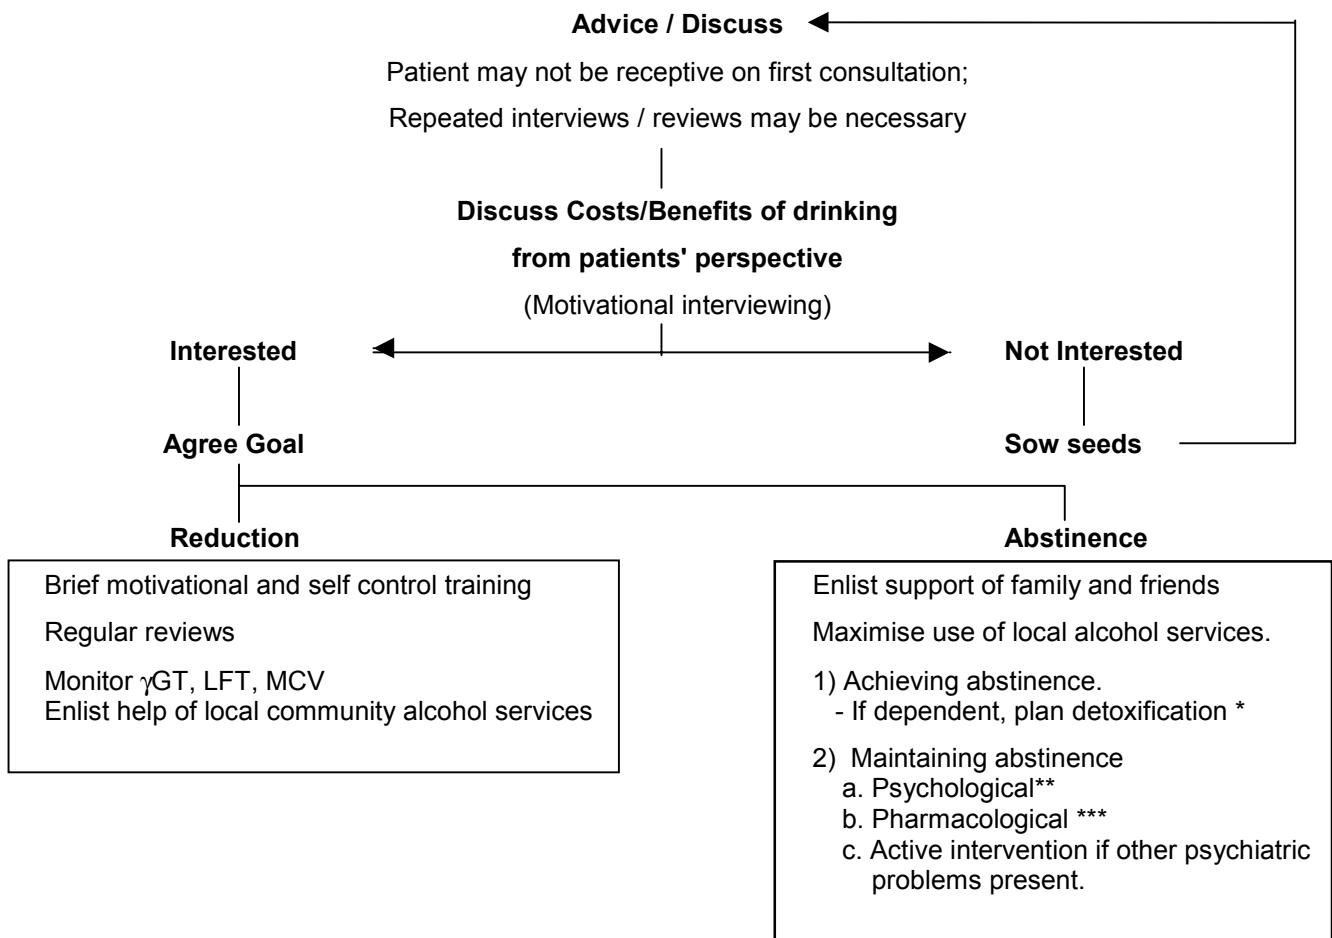 Advice / Discuss
Patient may not be receptive on first consultation;
Repeated interviews / reviews may be necessary
Discuss Costs/Benefits of drinking
from patients' perspective
(Motivational interviewing)
Interested
Not Interested
Agree Goal
Sow seeds
Reduction
Abstinence
Brief motivational and self control training
Regular reviews
Monitor γGT, LFT, MCV
Enlist help of local community alcohol services
Enlist support of family and friends
Maximise use of local alcohol services.
1) Achieving abstinence.
- If dependent, plan detoxification *
2) Maintaining abstinence
a. Psychological**
b. Pharmacological ***
c. Active intervention if other psychiatric
problems present.